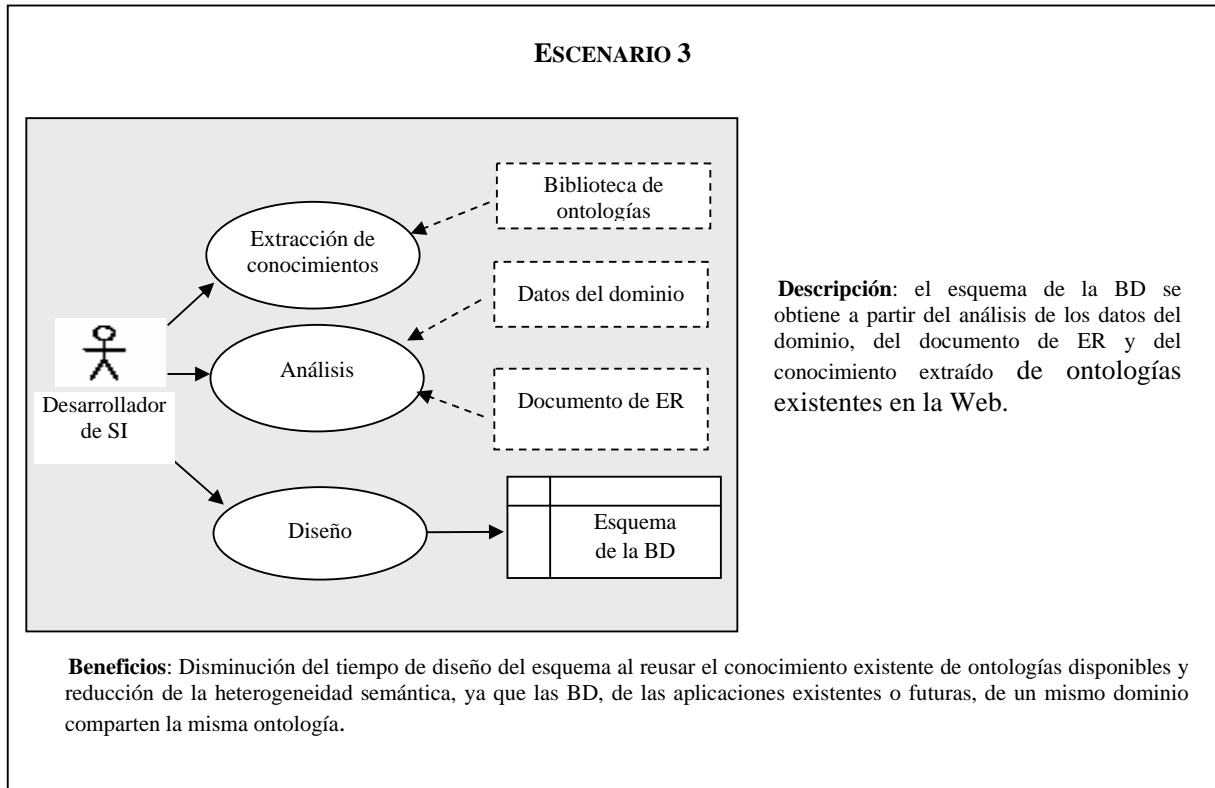 ESCENARIO 3
Biblioteca de
ontologías
Extracción de
conocimientos
Datos del dominio
Análisis
Documento de ER
Desarrollador
de SI
Diseño
Esquema
de la BD
Descripción: el esquema de la BD se
obtiene a partir del análisis de los datos del
dominio, del documento de ER y del
conocimiento extraído de ontologías
existentes en la Web.
Beneficios: Disminución del tiempo de diseño del esquema al reusar el conocimiento existente de ontologías disponibles y
reducción de la heterogeneidad semántica, ya que las BD, de las aplicaciones existentes o futuras, de un mismo dominio
comparten la misma ontología.